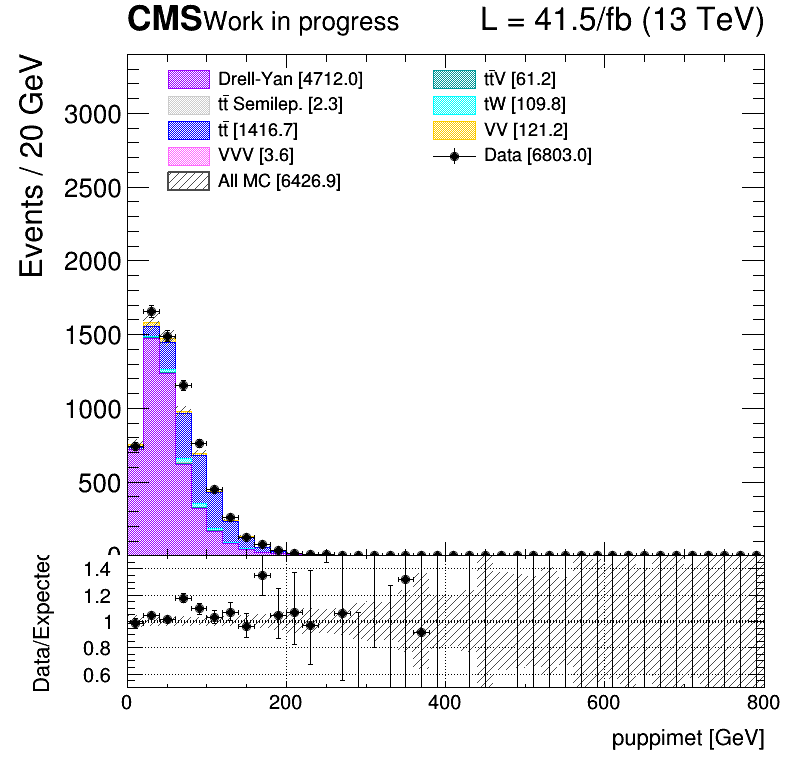 CMS Work in progress L = 41.5/fb (13 TeV)
Events / 20 GeV
Drell-Yan [4712.0]
tt̄ Semilep. [2.3]
tt̄ [1416.7]
VVV [3.6]
All MC [6426.9]
tt̄V [61.2]
tW [109.8]
VV [121.2]
Data [6803.0]
3000
2500
2000
1500
1000
500
0
Data/Expected
1.4
1.2
1
0.8
0.6
0 200 400 600 800
puppimet [GeV]